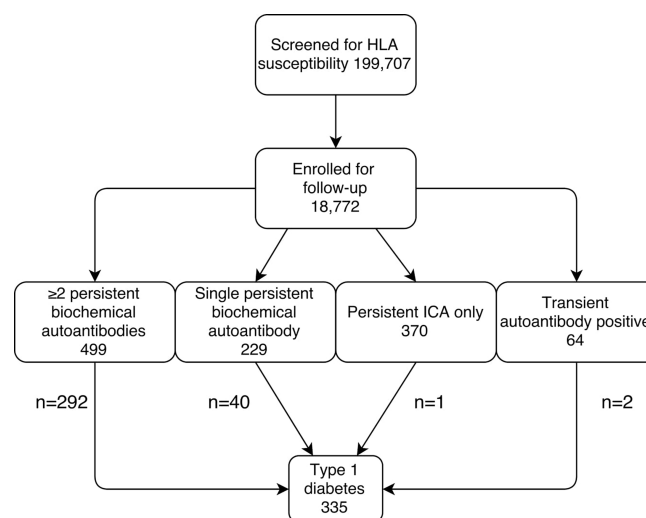 Screened for HLA
susceptibility 199,707
Enrolled for
follow-up
18,772
≥2 persistent
biochemical
autoantibodies
499
Single persistent
biochemical
autoantibody
229
Persistent ICA only
370
Transient
autoantibody positive
64
n=292
n=40
n=1
n=2
Type 1
diabetes
335